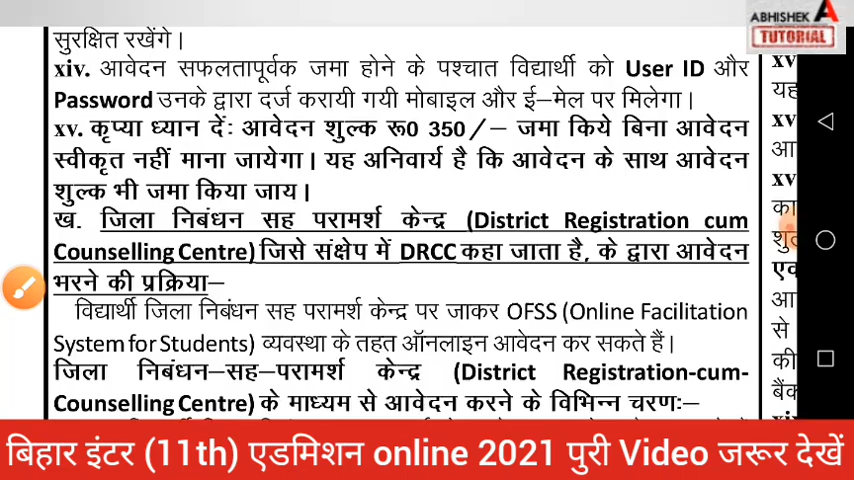 ABHISHEK A
TUTORIAL
सुरक्षित रखेंगे।
xiv. आवेदन सफलतापूर्वक जमा होने के पश्चात विद्यार्थी को User ID और
Password उनके द्वारा दर्ज करायी गयी मोबाइल और ई–मेल पर मिलेगा।
xv. कृप्या ध्यान देंः आवेदन शुल्क रू0 350/– जमा किये बिना आवेदन
स्वीकृत नहीं माना जायेगा। यह अनिवार्य है कि आवेदन के साथ आवेदन
शुल्क भी जमा किया जाय।
ख. जिला निबंधन सह परामर्श केन्द्र (District Registration cum
Counselling Centre) जिसे संक्षेप में DRCC कहा जाता है, के द्वारा आवेदन
भरने की प्रक्रिया–
विद्यार्थी जिला निबंधन सह परामर्श केन्द्र पर जाकर OFSS (Online Facilitation
System for Students) व्यवस्था के तहत ऑनलाइन आवेदन कर सकते हैं।
जिला निबंधन–सह–परामर्श केन्द्र (District Registration-cum-
Counselling Centre) के माध्यम से आवेदन करने के विभिन्न चरणः–
यह
आ
का
आ
से
की
बैंक
बिहार इंटर (11th) एडमिशन online 2021 पुरी Video जरूर देखें